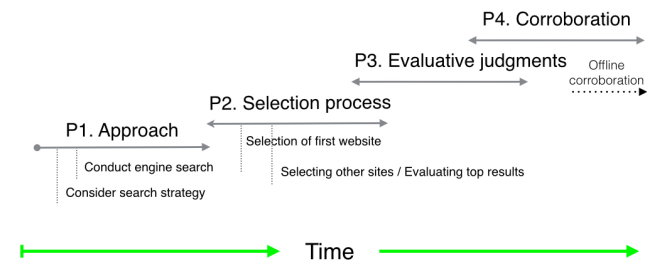 P4. Corroboration
P3. Evaluative judgments
Offline
corroboration
P2. Selection process
P1. Approach
Selection of first website
Conduct engine search
Selecting other sites / Evaluating top results
Consider search strategy
Time